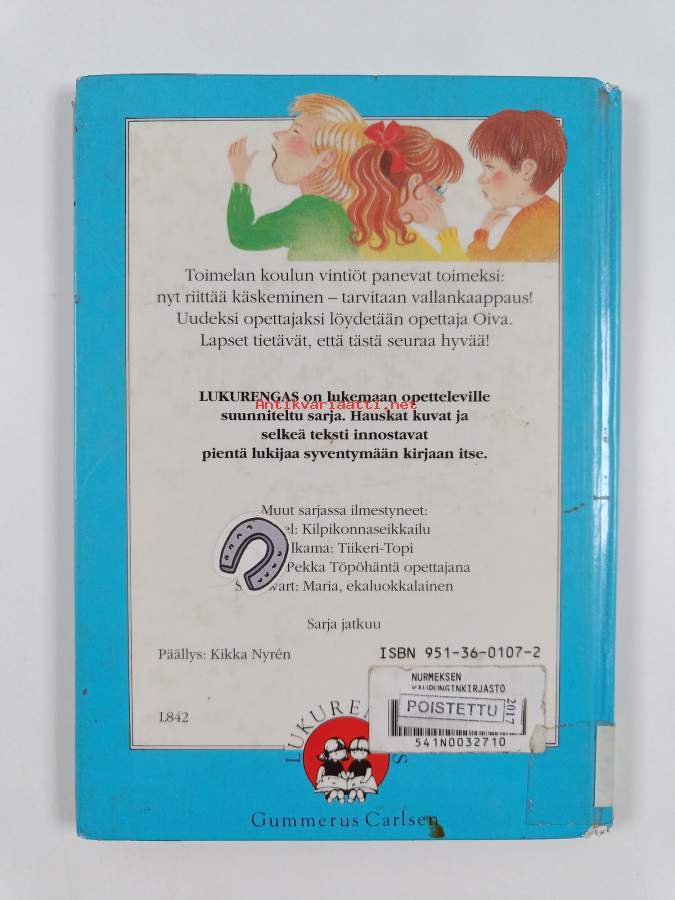 Toimelan koulun vintiöt panevat toimeksi:
nyt riittää käskeminen – tarvitaan vallankaappaus!
Uudeksi opettajaksi löydetään opettaja Oiva.
Lapset tietävät, että tästä seuraa hyvää!
LUKURENGAS on lukemaan opetteleville
Antikvariaatti.net
suunniteltu sarja. Hauskat kuvat ja
selkeä teksti innostavat
pientä lukijaa syventymään kirjaan itse.
Muut sarjassa ilmestyneet:
Kilpikonnaseikkailu
Tiikeri-Topi
Pekka Töpöhäntä opettajana
Maria, ekaluokkalainen
Sarja jatkuu
Päällys: Kikka Nyrén
ISBN 951-36-0107-2
NURMEKSEN
KAUPUNGINKIRJASTO
POISTETTU
2017
541N0032710
L842
LUKURENGAS
Gummerus Carlsen